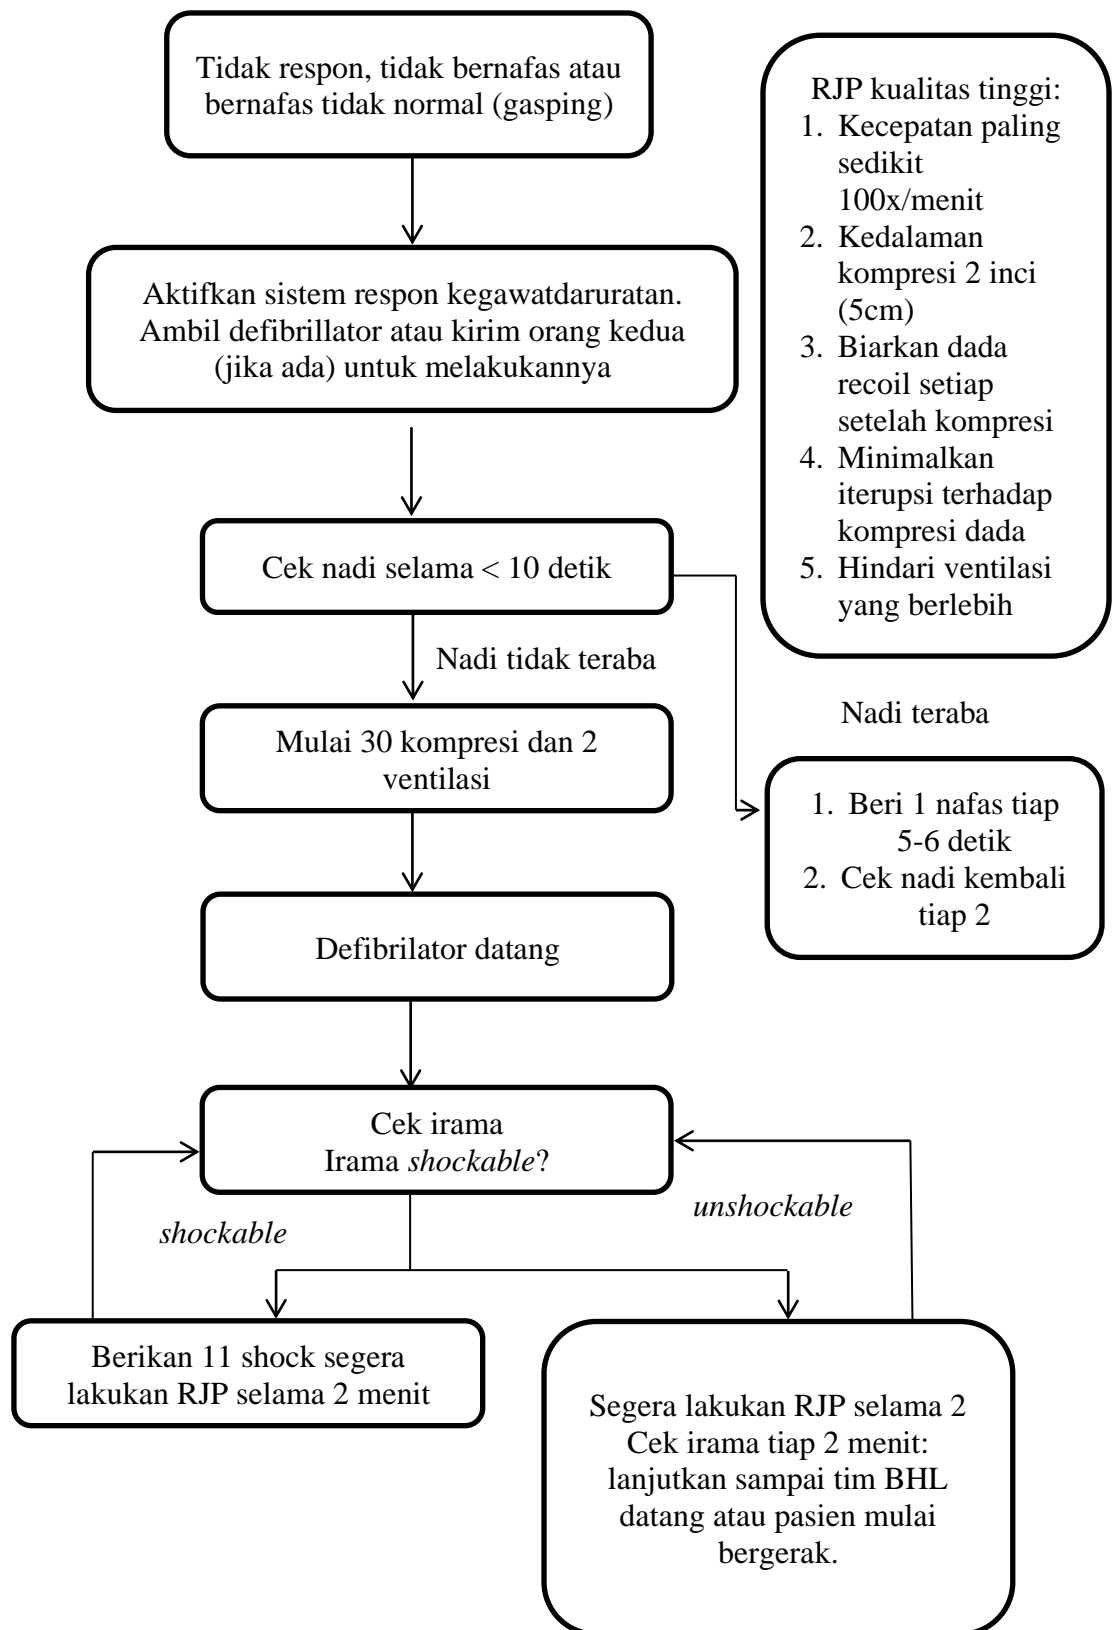 Tidak respon, tidak bernafas atau
bernafas tidak normal (gasping)
RJP kualitas tinggi:
1. Kecepatan paling
sedikit
100x/menit
2. Kedalaman
kompresi 2 inci
(5cm)
3. Biarkan dada
recoil setiap
setelah kompresi
4. Minimalkan
iterupsi terhadap
kompresi dada
5. Hindari ventilasi
yang berlebih
Aktifkan sistem respon kegawatdaruratan.
Ambil defibrillator atau kirim orang kedua
(jika ada) untuk melakukannya
Cek nadi selama < 10 detik
Nadi tidak teraba
Nadi teraba
Mulai 30 kompresi dan 2
ventilasi
1. Beri 1 nafas tiap
5-6 detik
2. Cek nadi kembali
tiap 2
Defibrilator datang
Cek irama
Irama shockable?
shockable
unshockable
Berikan 11 shock segera
lakukan RJP selama 2 menit
Segera lakukan RJP selama 2
Cek irama tiap 2 menit:
lanjutkan sampai tim BHL
datang atau pasien mulai
bergerak.